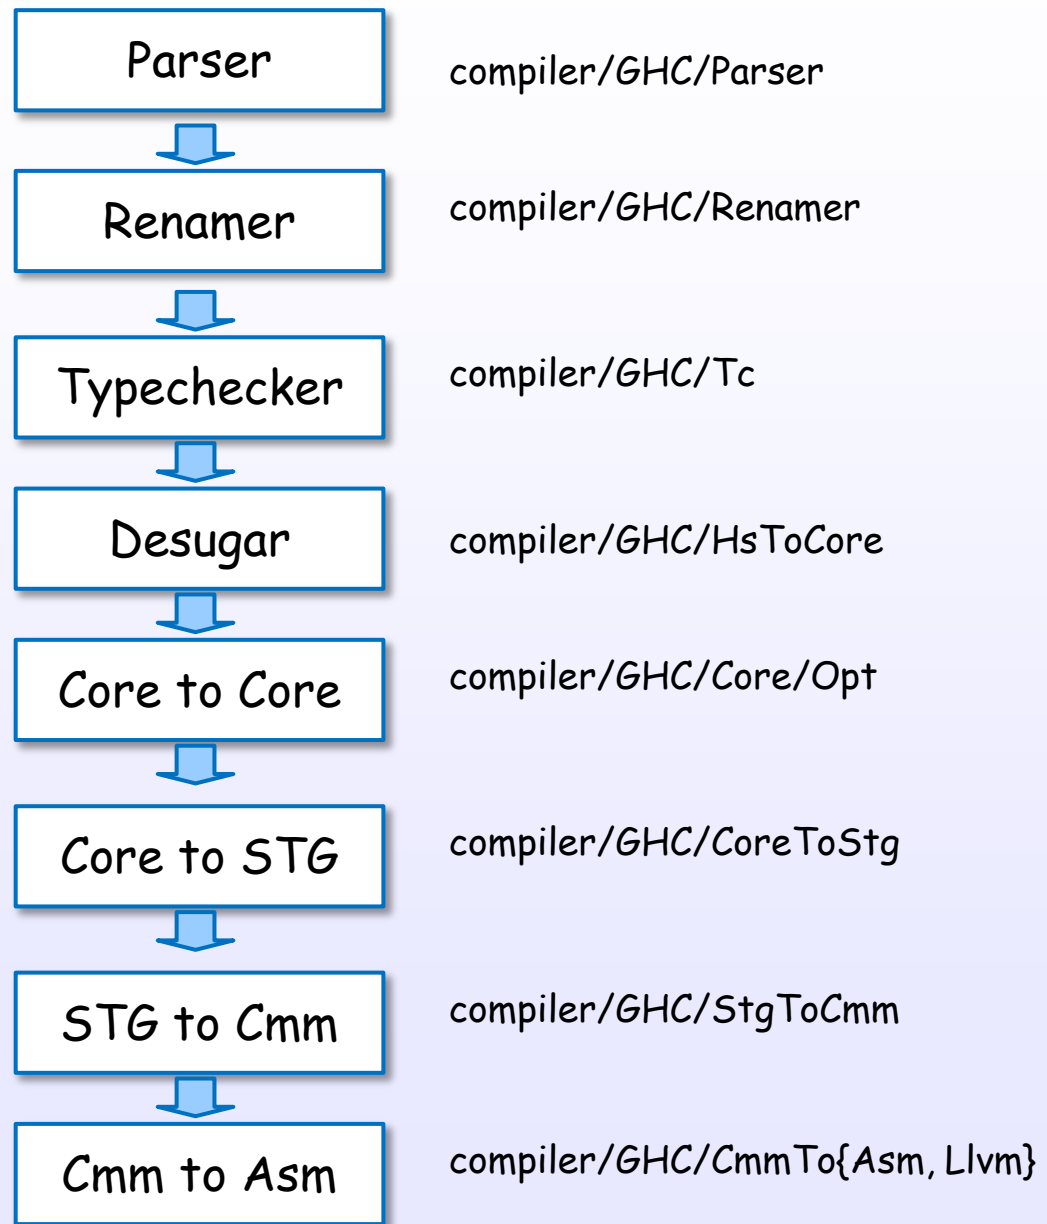 Parser
compiler/GHC/Parser
Renamer
compiler/GHC/Renamer
Typechecker
compiler/GHC/Tc
Desugar
compiler/GHC/HsToCore
Core to Core
compiler/GHC/Core/Opt
Core to STG
compiler/GHC/CoreToStg
STG to Cmm
compiler/GHC/StgToCmm
Cmm to Asm
compiler/GHC/CmmTo{Asm, Llvm}